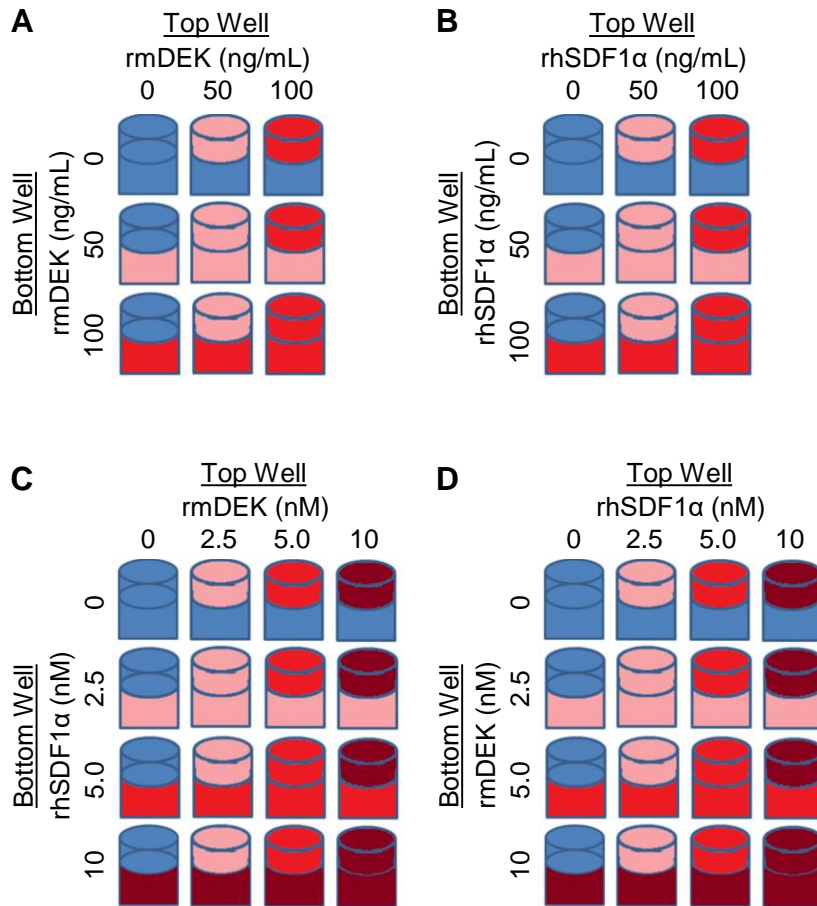 A
Top Well
rmDEK (ng/mL)
0 50 100
Bottom Well
rmDEK (ng/mL)
0
50
100
B
Top Well
rhSDF1α (ng/mL)
0 50 100
Bottom Well
rhSDF1α (ng/mL)
0
50
100
C
Top Well
rmDEK (nM)
0 2.5 5.0 10
Bottom Well
rhSDF1α (nM)
0
2.5
5.0
10
D
Top Well
rhSDF1α (nM)
0 2.5 5.0 10
Bottom Well
rmDEK (nM)
0
2.5
5.0
10